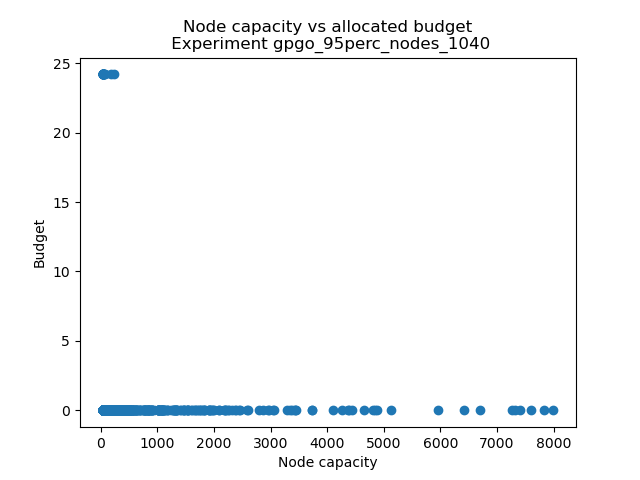 Node capacity vs allocated budget
Experiment gpgo_95perc_nodes_1040
25
20
15
10
5
0
Budget
0 1000 2000 3000 4000 5000 6000 7000 8000
Node capacity